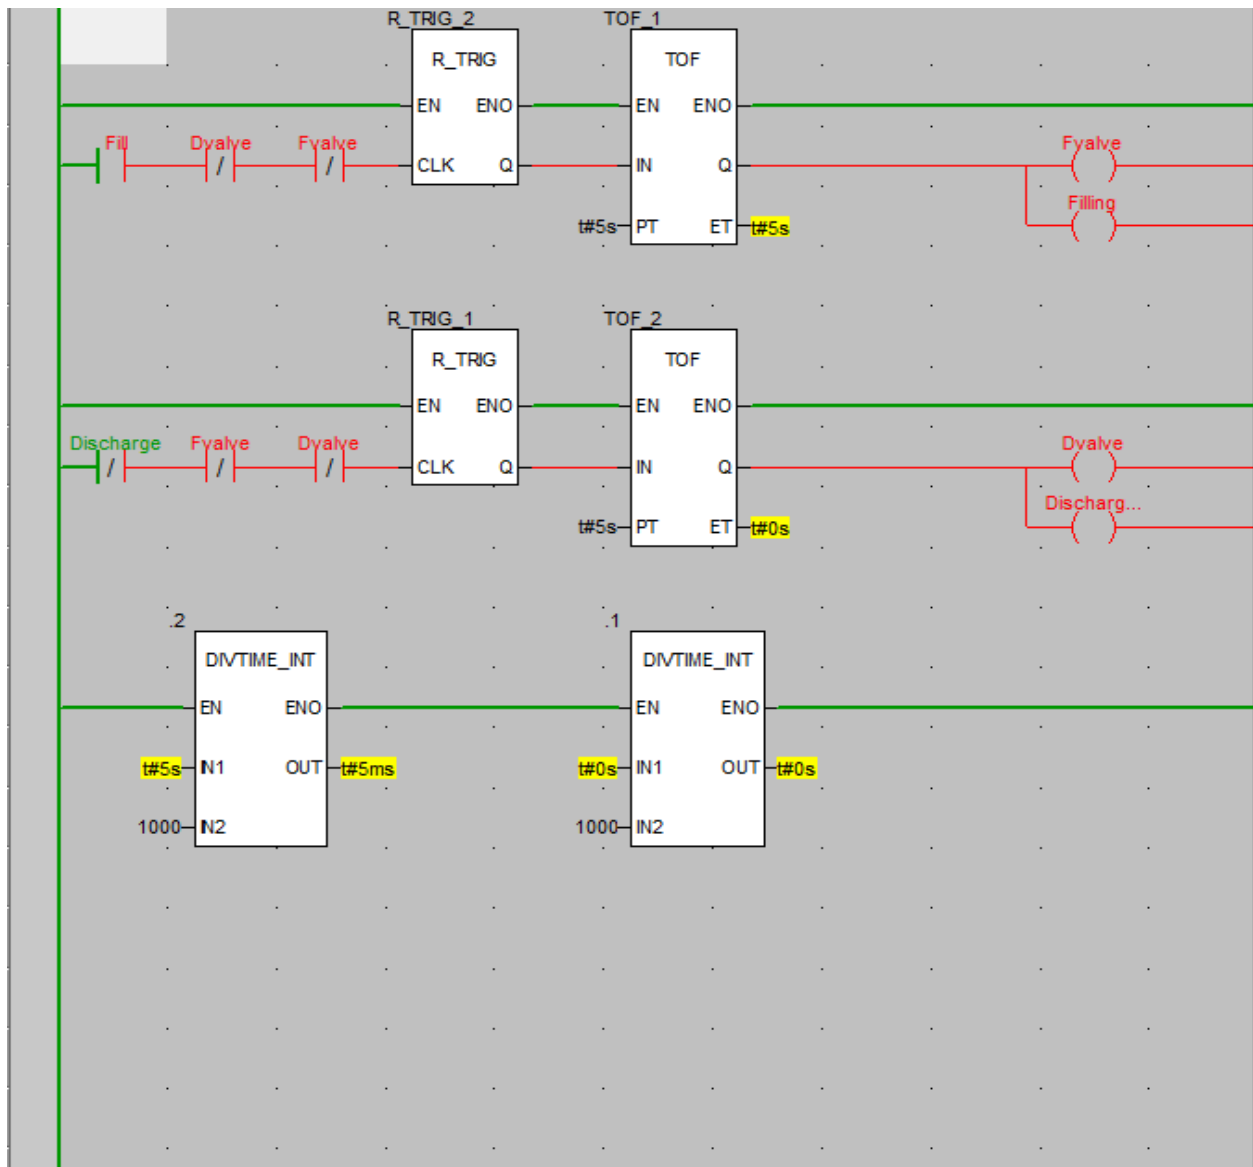 R_TRIG_2 TOF_1
R_TRIG TOF
EN ENO EN ENO
Fill Dvalve Fvalve Fvalve
/ / CLK Q IN Q ( )
Filling
t#5s PT ET t#5s ( )
R_TRIG_1 TOF_2
R_TRIG TOF
EN ENO EN ENO
Discharge Fvalve Dvalve Dvalve
/ / / CLK Q IN Q ( )
Discharg...
t#5s PT ET t#0s ( )
.2 .1
DIVTIME_INT DIVTIME_INT
EN ENO EN ENO
t#5s IN1 OUT t#5ms t#0s IN1 OUT t#0s
1000 IN2 1000 IN2